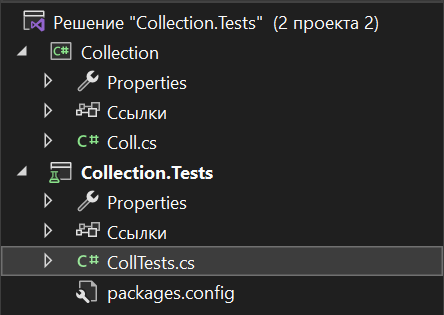 Решение "Collection.Tests" (2 проекта 2)
C# Collection
Properties
Ссылки
C# Coll.cs
Collection.Tests
Properties
Ссылки
C# CollTests.cs
packages.config